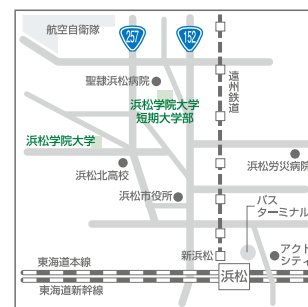 航空自衛隊
257
152
聖隷浜松病院
遠州鉄道
浜松学院大学
短期大学部
浜松学院大学
浜松労災病院
浜松北高校
浜松市役所
バス
ターミナル
新浜松
アクト
シティ
東海道本線
浜松
東海道新幹線